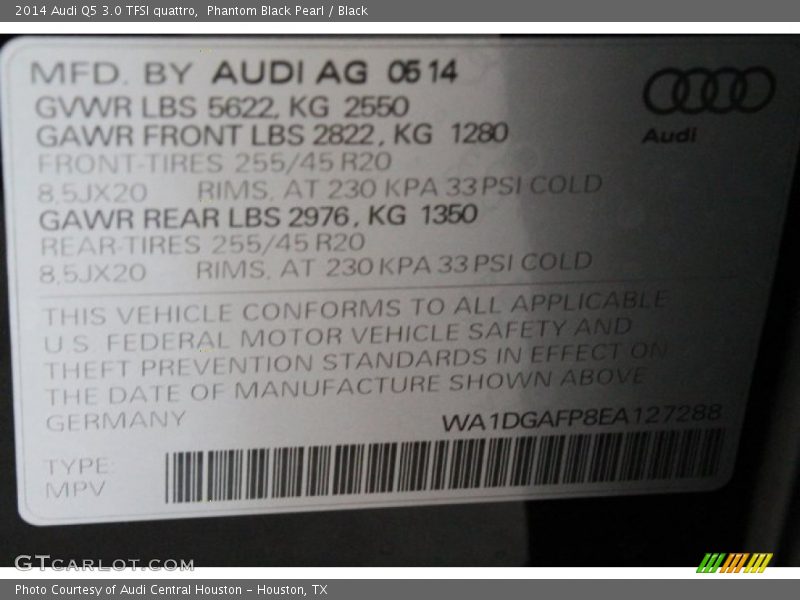 2014 Audi Q5 3.0 TFSI quattro,  Phantom Black Pearl / Black
MFD. BY AUDI AG 05 14
GVWR LBS 5622, KG 2550
GAWR FRONT LBS 2822, KG 1280
FRONT-TIRES 255/45 R20
8,5JX20 RIMS, AT 230 KPA 33 PSI COLD
GAWR REAR LBS 2976, KG 1350
REAR-TIRES 255/45 R20
8,5JX20 RIMS, AT 230 KPA 33 PSI COLD
Audi
THIS VEHICLE CONFORMS TO ALL APPLICABLE
U.S. FEDERAL MOTOR VEHICLE SAFETY AND
THEFT PREVENTION STANDARDS IN EFFECT ON
THE DATE OF MANUFACTURE SHOWN ABOVE
GERMANY WA1DGAFP8EA127288
TYPE:
MPV
GTCARLOT.COM
Photo Courtesy of Audi Central Houston - Houston, TX